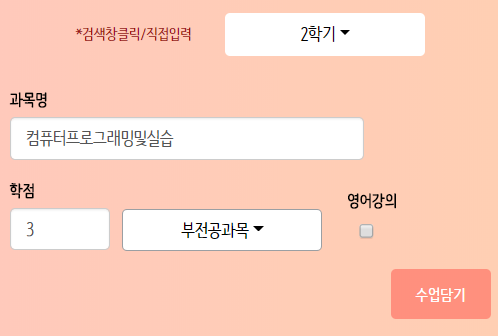 *검색창클릭/직접입력
2학기
과목명
컴퓨터프로그래밍및실습
학점
영어강의
3
부전공과목
수업담기